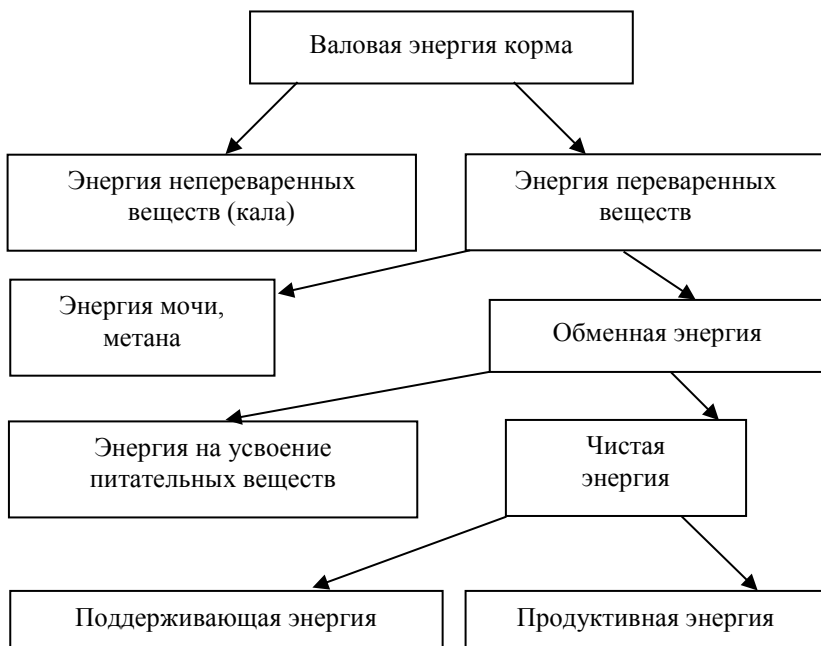 Валовая энергия корма
Энергия непереваренных
веществ (кала)
Энергия переваренных
веществ
Энергия мочи,
метана
Обменная энергия
Энергия на усвоение
питательных веществ
Чистая
энергия
Поддерживающая энергия
Продуктивная энергия